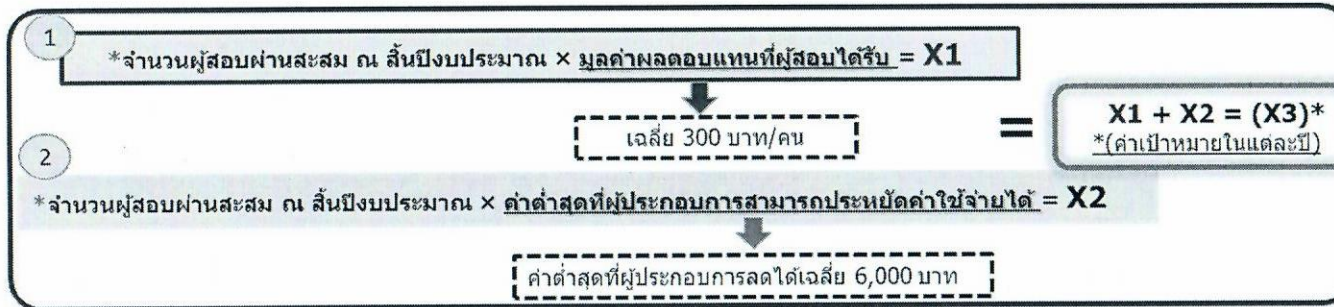 1
*จำนวนผู้สอบผ่านสะสม ณ สิ้นปีงบประมาณ × มูลค่าผลตอบแทนที่ผู้สอบได้รับ = X1
เฉลี่ย 300 บาท/คน
=
X1 + X2 = (X3)*
*(ค่าเป้าหมายในแต่ละปี)
2
*จำนวนผู้สอบผ่านสะสม ณ สิ้นปีงบประมาณ × ค่าต่ำสุดที่ผู้ประกอบการสามารถประหยัดค่าใช้จ่ายได้ = X2
ค่าต่ำสุดที่ผู้ประกอบการลดได้เฉลี่ย 6,000 บาท